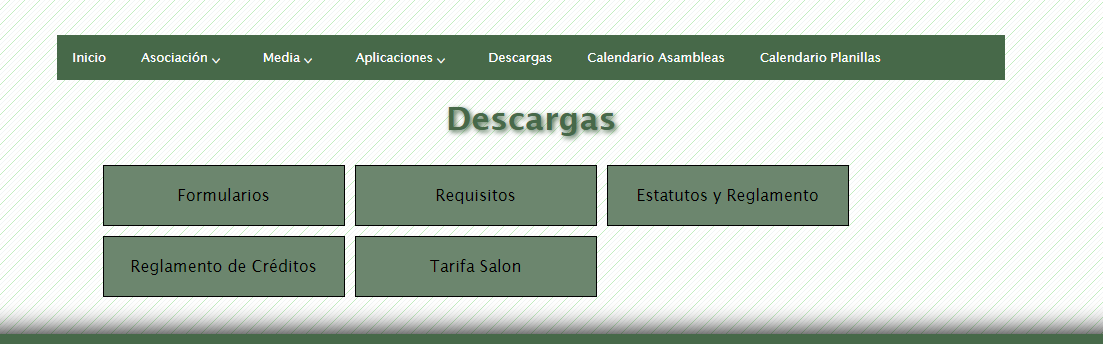 Inicio Asociación Media Aplicaciones Descargas Calendario Asambleas Calendario Planillas
Descargas
Formularios Requisitos Estatutos y Reglamento
Reglamento de Créditos Tarifa Salon